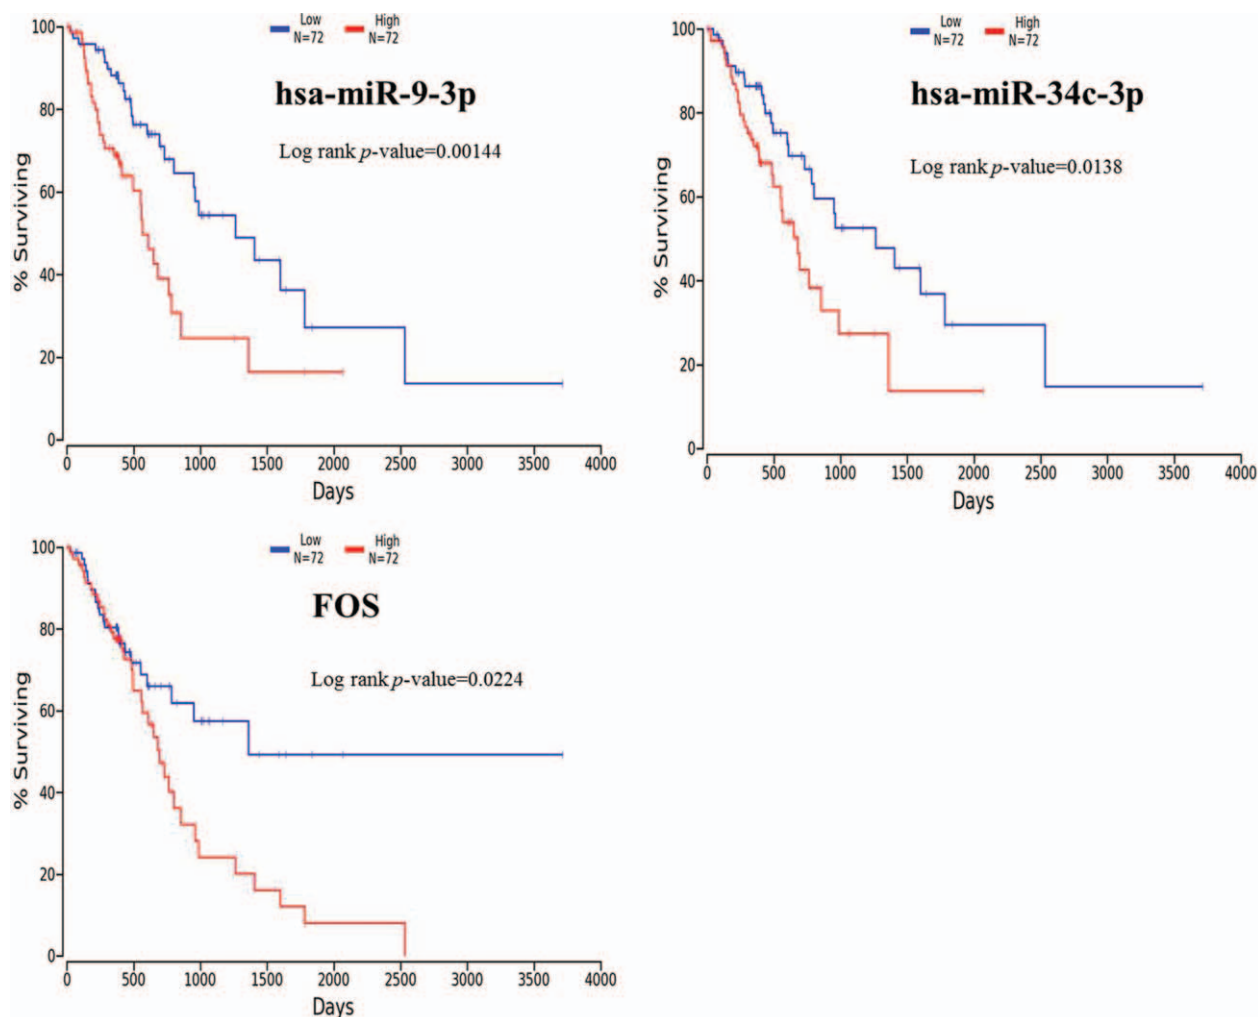 Low High
N=72 N=72
hsa-miR-9-3p
Log rank p-value=0.00144
% Surviving
100
80
60
40
20
0
0 500 1000 1500 2000 2500 3000 3500 4000
Days
Low High
N=72 N=72
hsa-miR-34c-3p
Log rank p-value=0.0138
% Surviving
100
80
60
40
20
0
0 500 1000 1500 2000 2500 3000 3500 4000
Days
Low High
N=72 N=72
FOS
Log rank p-value=0.0224
% Surviving
100
80
60
40
20
0
0 500 1000 1500 2000 2500 3000 3500 4000
Days